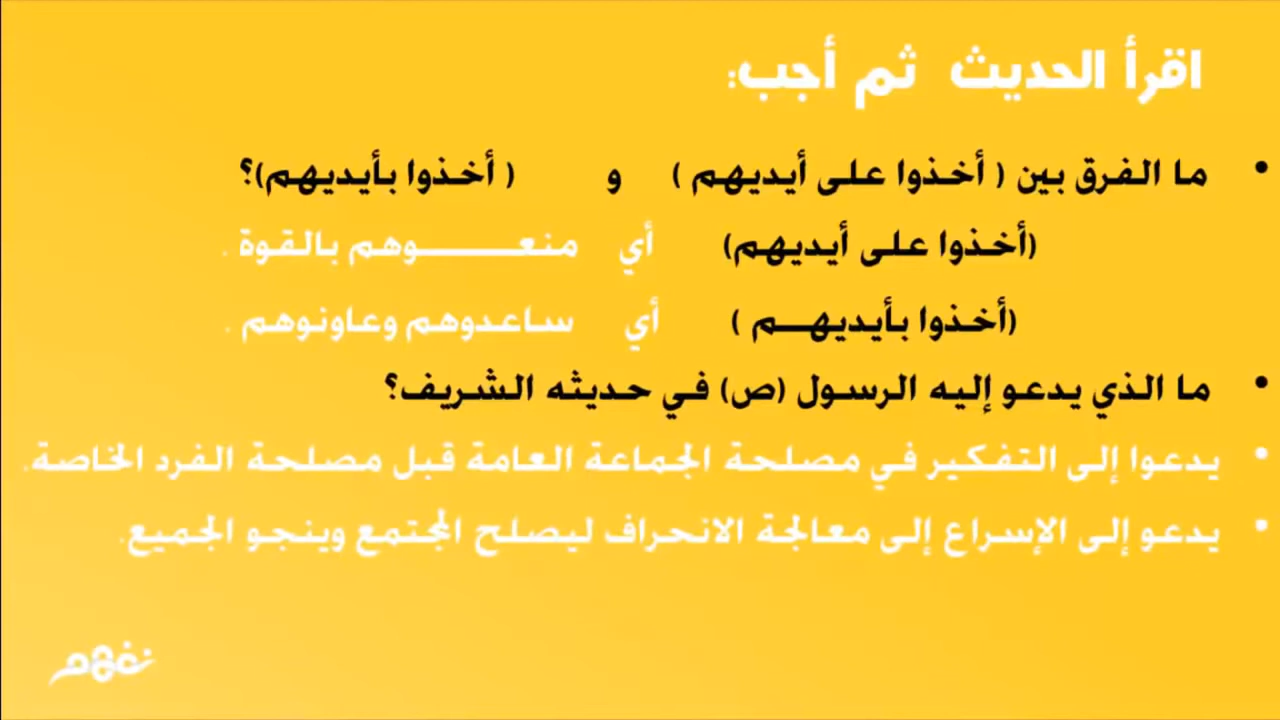 اقرأ الحديث ثم أجب:
• ما الفرق بين ( أخذوا على أيديهم ) و ( أخذوا بأيديهم)؟
(أخذوا على أيديهم) أي منعـــــــــوهم بالقوة .
(أخذوا بأيديهـــم ) أي ساعدوهم وعاونوهم .
• ما الذي يدعو إليه الرسول (ص) في حديثه الشريف؟
• يدعوا إلى التفكير في مصلحة الجماعة العامة قبل مصلحة الفرد الخاصة.
• يدعو إلى الإسراع إلى معالجة الانحراف ليصلح المجتمع وينجو الجميع.
نفهم